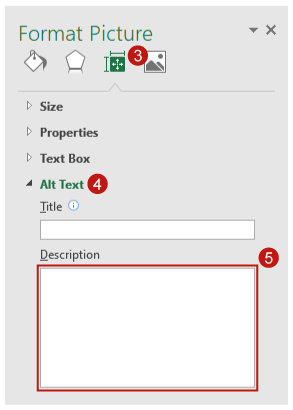 Format Picture
3
Size
Properties
Text Box
Alt Text 4
Title
Description 5